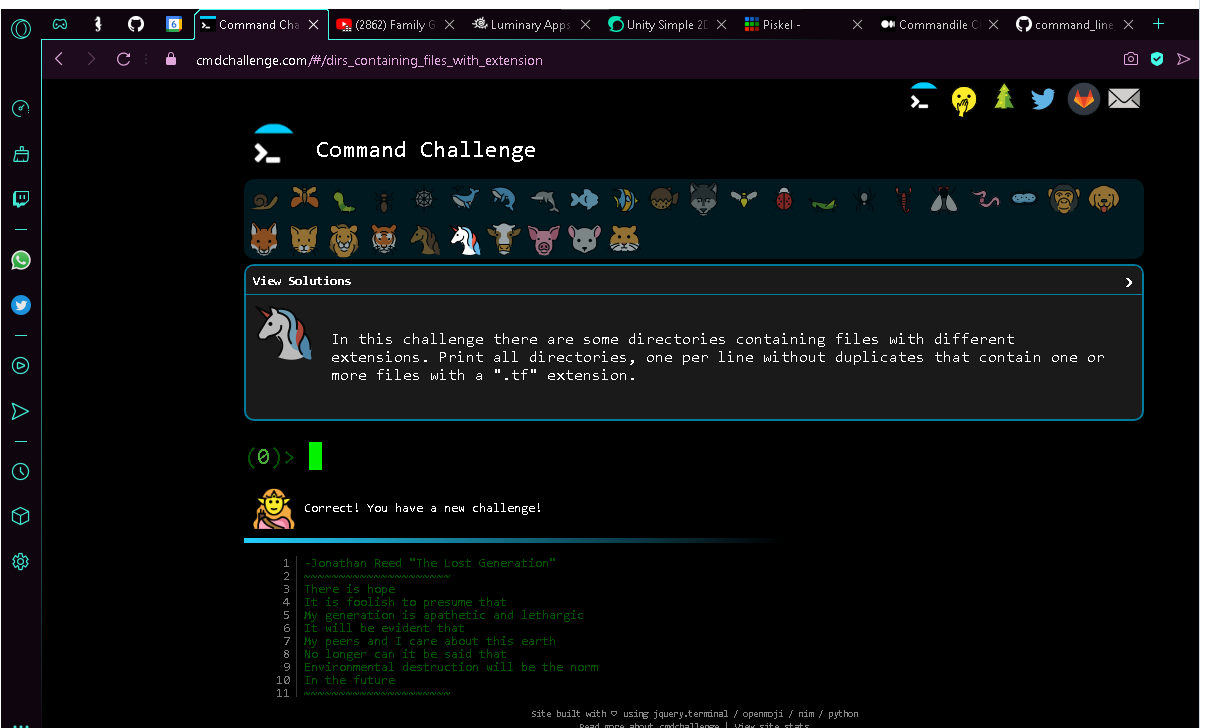 Command Cha
(2862) Family G
Luminary Apps
Unity Simple 2D
Piskel -
Commandile C
command_line_
6
cmdchallenge.com/#/dirs_containing_files_with_extension
Command Challenge
View Solutions
In this challenge there are some directories containing files with different
extensions. Print all directories, one per line without duplicates that contain one or
more files with a ".tf" extension.
(0)>
Correct! You have a new challenge!
1 -Jonathan Reed "The Lost Generation"
2 ~~~~~~~~~~~~~~~~~~~~~
3 There is hope
4 It is foolish to presume that
5 My generation is apathetic and lethargic
6 It will be evident that
7 My peers and I care about this earth
8 No longer can it be said that
9 Environmental destruction will be the norm
10 In the future
11 ~~~~~~~~~~~~~~~~~~~~~
Site built with ♡ using jquery.terminal / openmoji / nim / python
Read more about cmdchallenge | View site stats